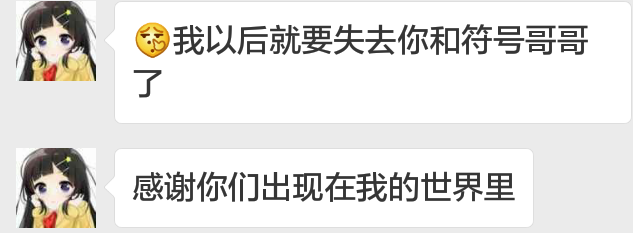 我以后就要失去你和符号哥哥
了
感谢你们出现在我的世界里